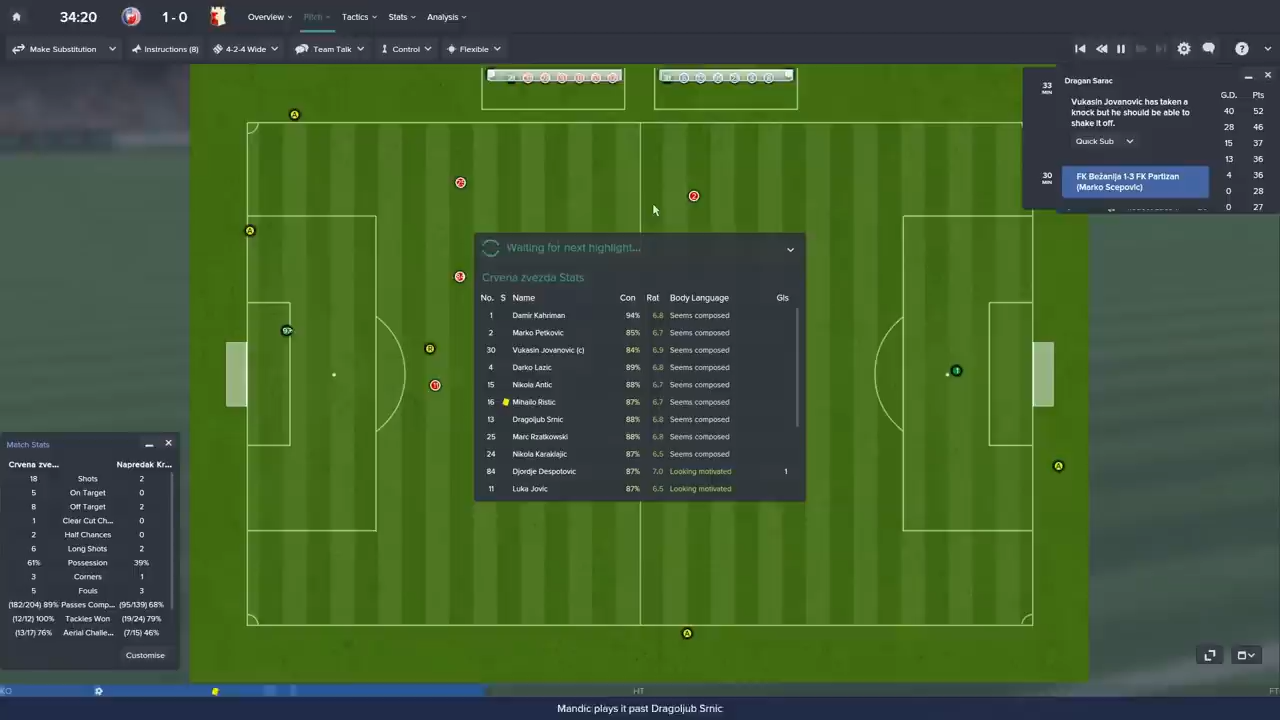 34:20 1 - 0 Overview Pitch Tactics Stats Analysis
Make Substitution Instructions (8) 4-2-4 Wide Team Talk Control Flexible
33 MIN
Dragan Sarac
Vukasin Jovanovic has taken a
knock but he should be able to
shake it off.
Quick Sub
30 MIN
FK Bežanija 1-3 FK Partizan
(Marko Scepovic)
G.D. Pts
40 52
28 46
15 37
13 36
4 36
0 28
0 27
Waiting for next highlight...
Crvena zvezda Stats
No. S Name Con Rat Body Language Gls
1 Damir Kahriman 94% 6.8 Seems composed
2 Marko Petkovic 85% 6.7 Seems composed
30 Vukasin Jovanovic (c) 84% 6.9 Seems composed
4 Darko Lazic 89% 6.8 Seems composed
15 Nikola Antic 88% 6.7 Seems composed
16 Mihailo Ristic 87% 6.7 Seems composed
13 Dragoljub Srnic 88% 6.8 Seems composed
25 Marc Rzatkowski 88% 6.8 Seems composed
24 Nikola Karaklajic 87% 6.5 Seems composed
84 Djordje Despotovic 87% 7.0 Looking motivated 1
11 Luka Jovic 87% 6.5 Looking motivated
Match Stats
Crvena zve... Napredak Kr...
18 Shots 2
5 On Target 0
8 Off Target 2
1 Clear Cut Ch... 0
2 Half Chances 0
6 Long Shots 2
61% Possession 39%
3 Corners 1
5 Fouls 3
(182/204) 89% Passes Comp... (95/139) 68%
(12/12) 100% Tackles Won (19/24) 79%
(13/17) 76% Aerial Challe... (7/15) 46%
Customise
A
A
A
A
R
2
11
84
1
KO HT FT
Mandic plays it past Dragoljub Srnic